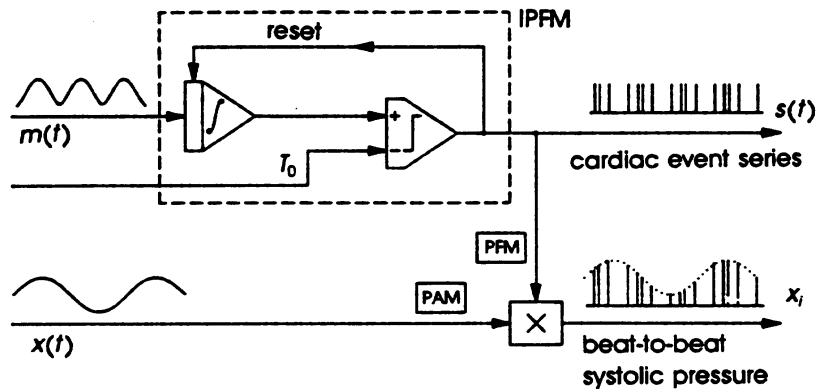 IPFM
reset
∫
m(t)
+
−
T₀
s(t)
cardiac event series
PFM
PAM
×
x(t)
xᵢ
beat-to-beat
systolic pressure